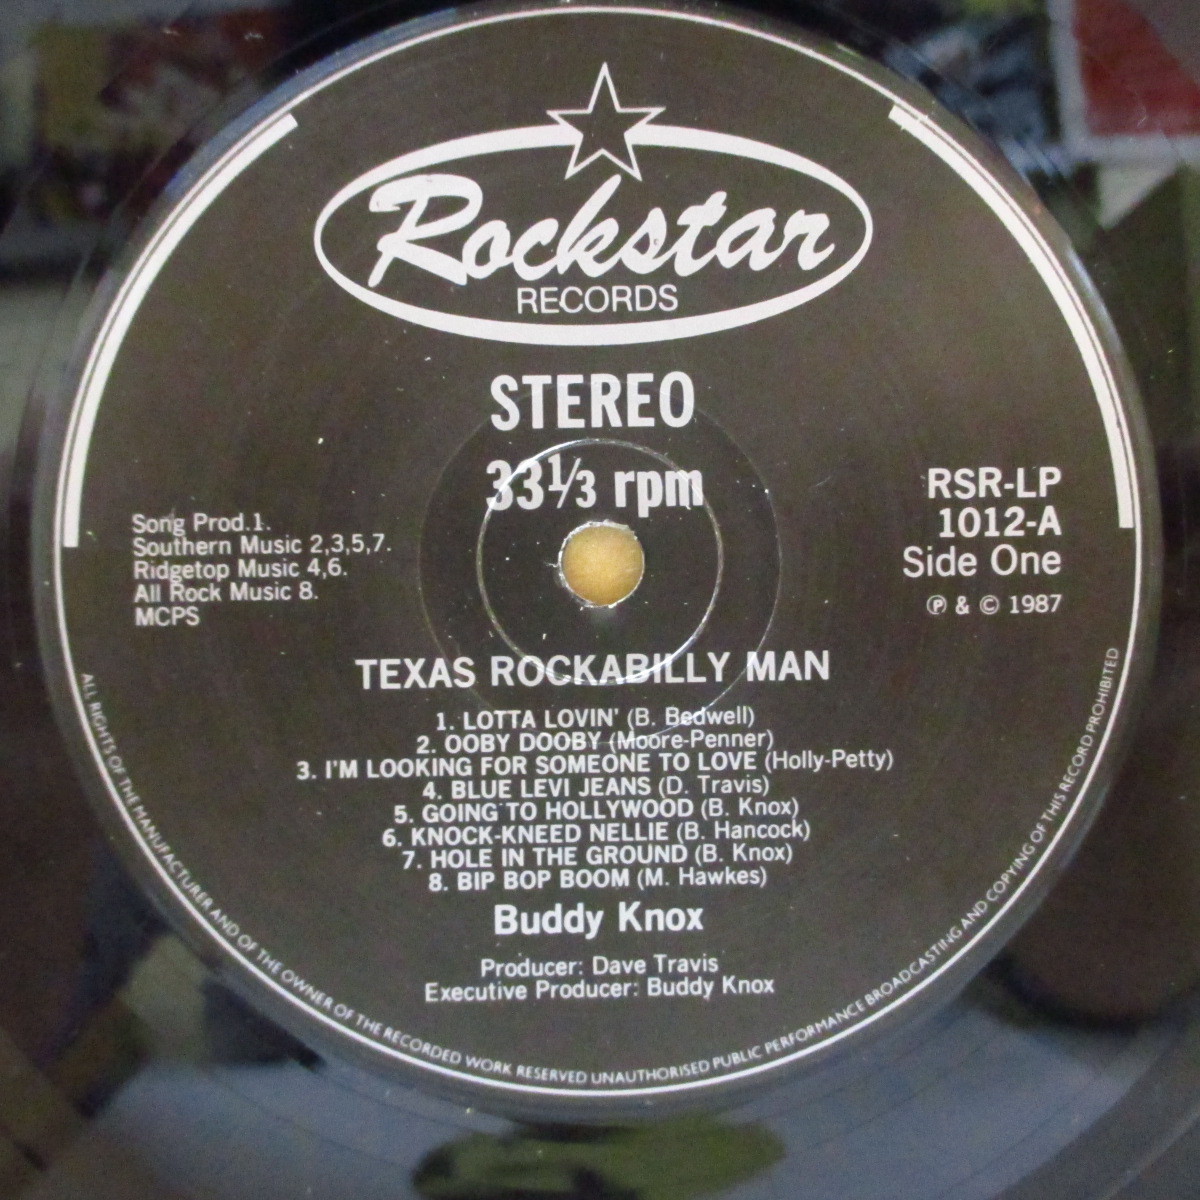 Rockstar
RECORDS
STEREO
33⅓ rpm
Song Prod.1.
Southern Music 2,3,5,7.
Ridgetop Music 4,6.
All Rock Music 8.
MCPS
RSR-LP
1012-A
Side One
℗ & © 1987
TEXAS ROCKABILLY MAN
1. LOTTA LOVIN' (B. Bedwell)
2. OOBY DOOBY (Moore-Penner)
3. I'M LOOKING FOR SOMEONE TO LOVE (Holly-Petty)
4. BLUE LEVI JEANS (D. Travis)
5. GOING TO HOLLYWOOD (B. Knox)
6. KNOCK-KNEED NELLIE (B. Hancock)
7. HOLE IN THE GROUND (B. Knox)
8. BIP BOP BOOM (M. Hawkes)
Buddy Knox
Producer: Dave Travis
Executive Producer: Buddy Knox
ALL RIGHTS OF THE MANUFACTURER AND OF THE OWNER OF THE RECORDED WORK RESERVED UNAUTHORISED PUBLIC PERFORMANCE BROADCASTING AND COPYING OF THIS RECORD PROHIBITED